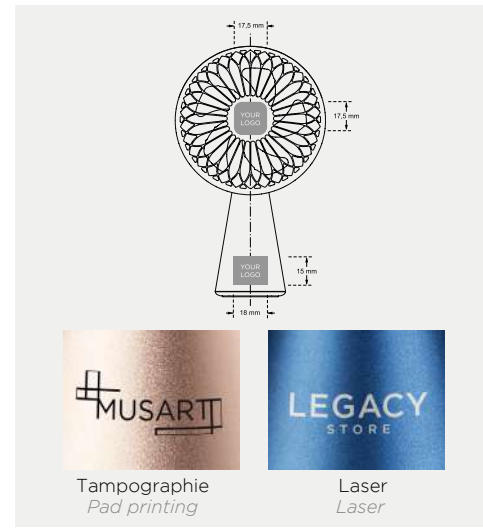 17,5 mm
YOUR
LOGO
17,5 mm
YOUR
LOGO
15 mm
18 mm
MUSART
LEGACY
STORE
Tampographie
Pad printing
Laser
Laser